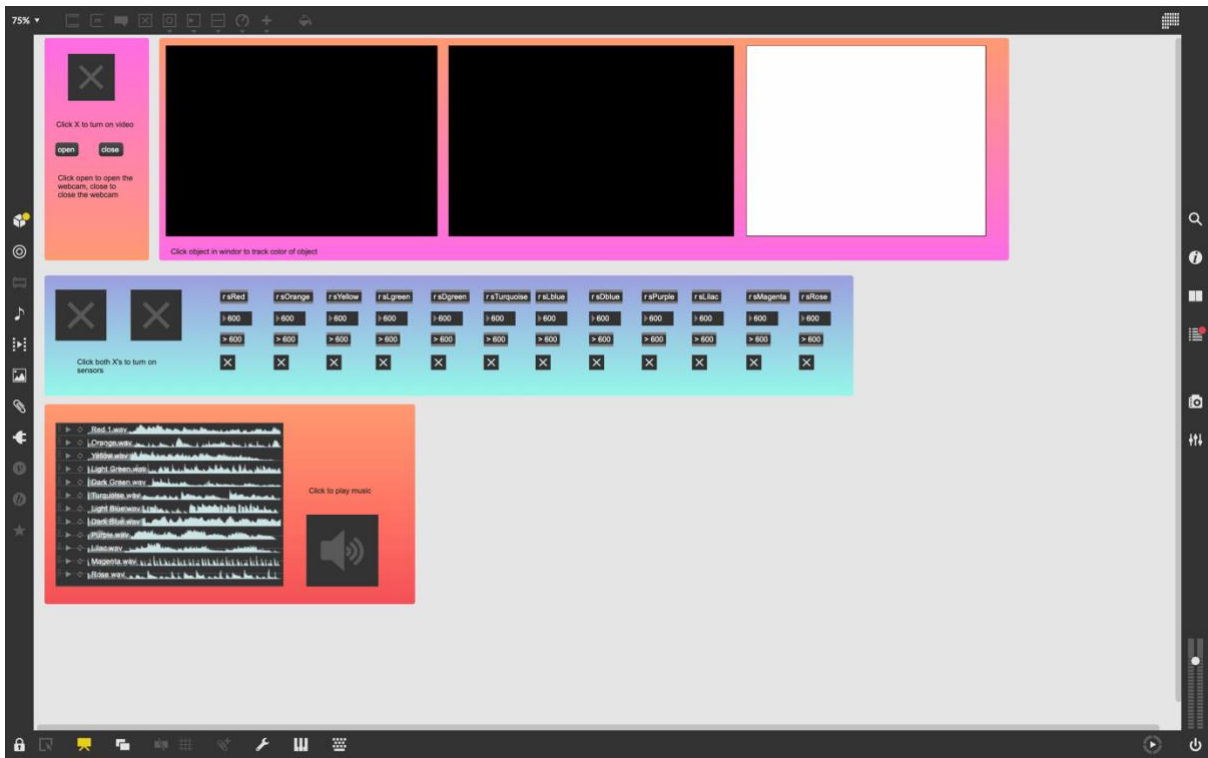 75% ▼
Click X to turn on video
open close
Click open to open the
webcam, close to
close the webcam
Click object in windor to track color of object
r sRed r sOrange r sYellow r sLgreen r sDgreen r sTurquoise r sLblue r sDblue r sPurple r sLilac r sMagenta r sRose
600 600 600 600 600 600 600 600 600 600 600 600
> 600 > 600 > 600 > 600 > 600 > 600 > 600 > 600 > 600 > 600 > 600 > 600
Click both X's to turn on
sensors
Red 1.wav
Orange.wav
Yellow.wav
Light Green.wav
Dark Green.wav
Turquoise.wav
Light Blue.wav
Dark Blue.wav
Purple.wav
Lilac.wav
Magenta.wav
Rose.wav
Click to play music